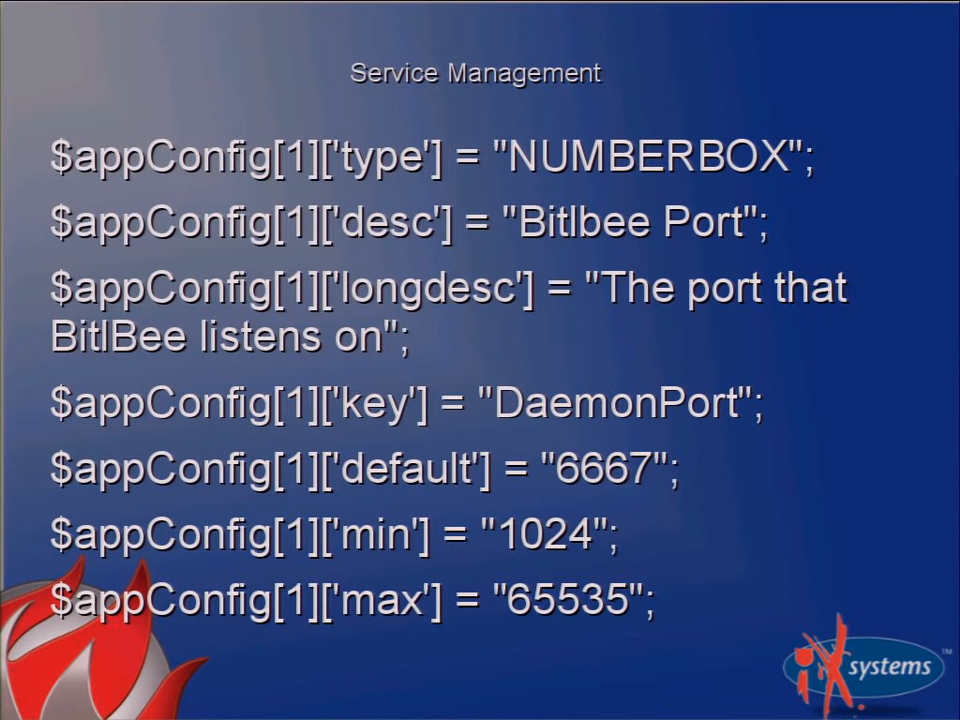 Service Management
$appConfig[1]['type'] = "NUMBERBOX";
$appConfig[1]['desc'] = "Bitlbee Port";
$appConfig[1]['longdesc'] = "The port that
BitlBee listens on";
$appConfig[1]['key'] = "DaemonPort";
$appConfig[1]['default'] = "6667";
$appConfig[1]['min'] = "1024";
$appConfig[1]['max'] = "65535";
iX systems™